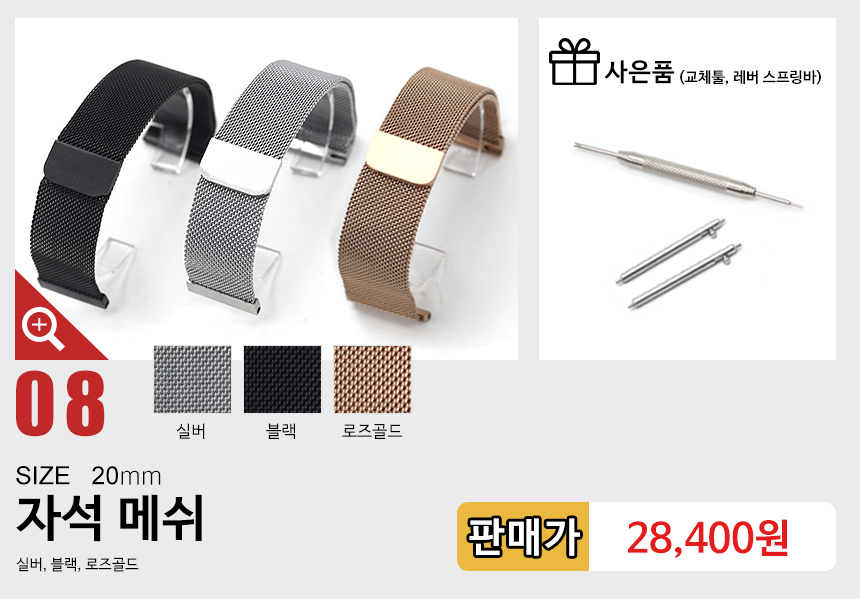 사은품 (교체툴, 레버 스프링바)
08
실버 블랙 로즈골드
SIZE 20mm
자석 메쉬
실버, 블랙, 로즈골드
판매가 28,400원